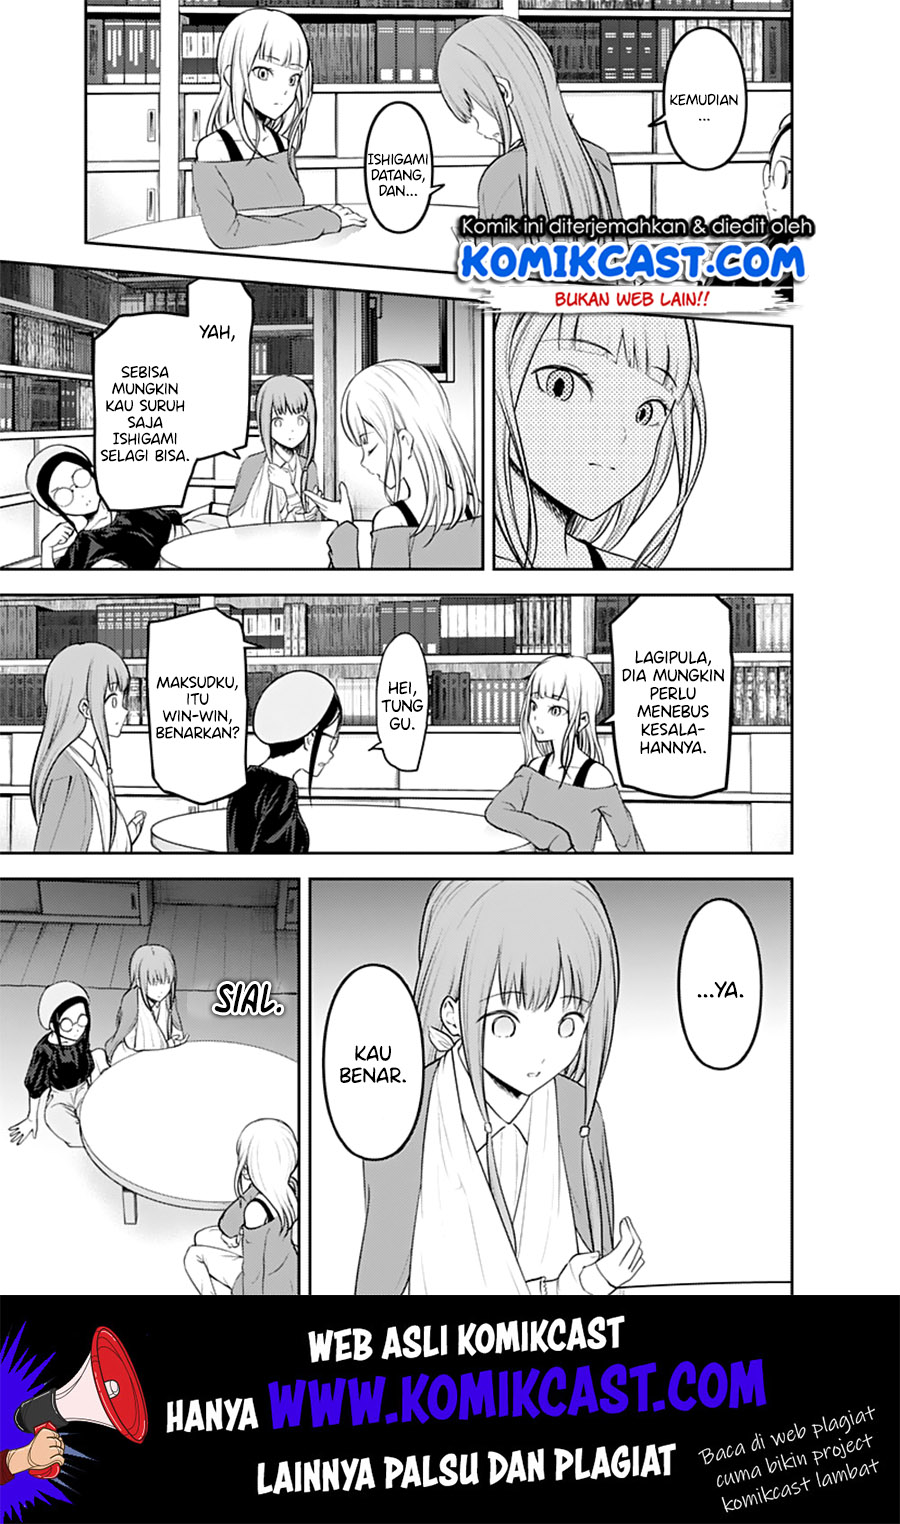 KEMUDIAN
...
ISHIGAMI
DATANG,
DAN...
Komik ini diterjemahkan & diedit oleh
KOMIKCAST.COM
BUKAN WEB LAIN!!
YAH,
SEBISA
MUNGKIN
KAU SURUH
SAJA
ISHIGAMI
SELAGI BISA.
LAGIPULA,
DIA MUNGKIN
PERLU
MENEBUS
KESALA-
HANNYA.
HEI,
TUNG
GU.
MAKSUDKU,
ITU
WIN-WIN,
BENARKAN?
...YA.
KAU
BENAR.
SIAL.
WEB ASLI KOMIKCAST
HANYA WWW.KOMIKCAST.COM
LAINNYA PALSU DAN PLAGIAT
Baca di web plagiat
cuma bikin project
komikcast lambat